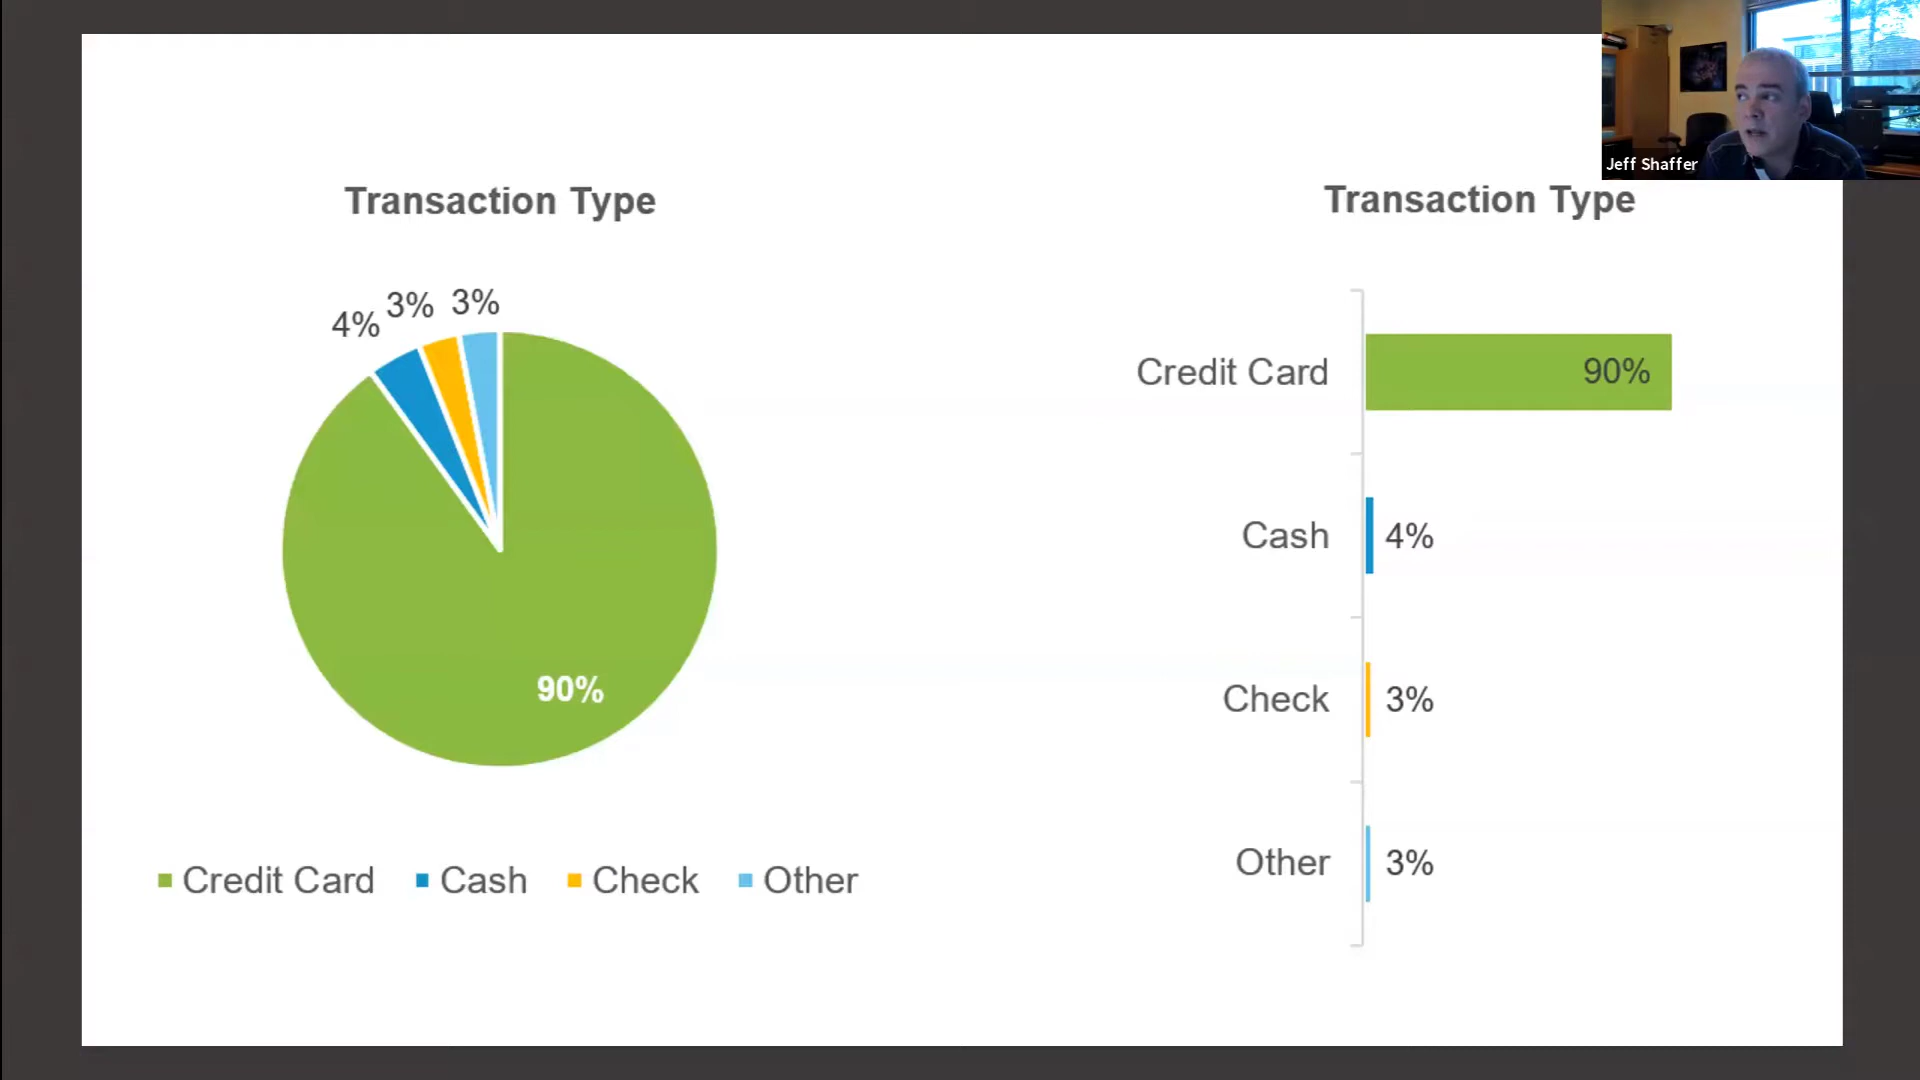 Jeff Shaffer
Transaction Type
4% 3% 3%
90%
Credit Card Cash Check Other
Transaction Type
Credit Card 90%
Cash 4%
Check 3%
Other 3%